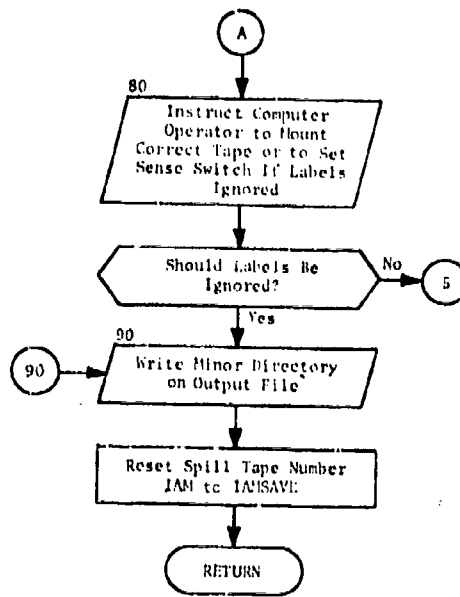 A
80
Instruct Computer
Operator to Mount
Correct Tape or to Set
Sense Switch If Labels
Ignored
Should Labels Be
Ignored?
No
5
Yes
90
90
Write Minor Directory
on Output File
Reset Spill Tape Number
IAM to IAMSAVE
RETURN